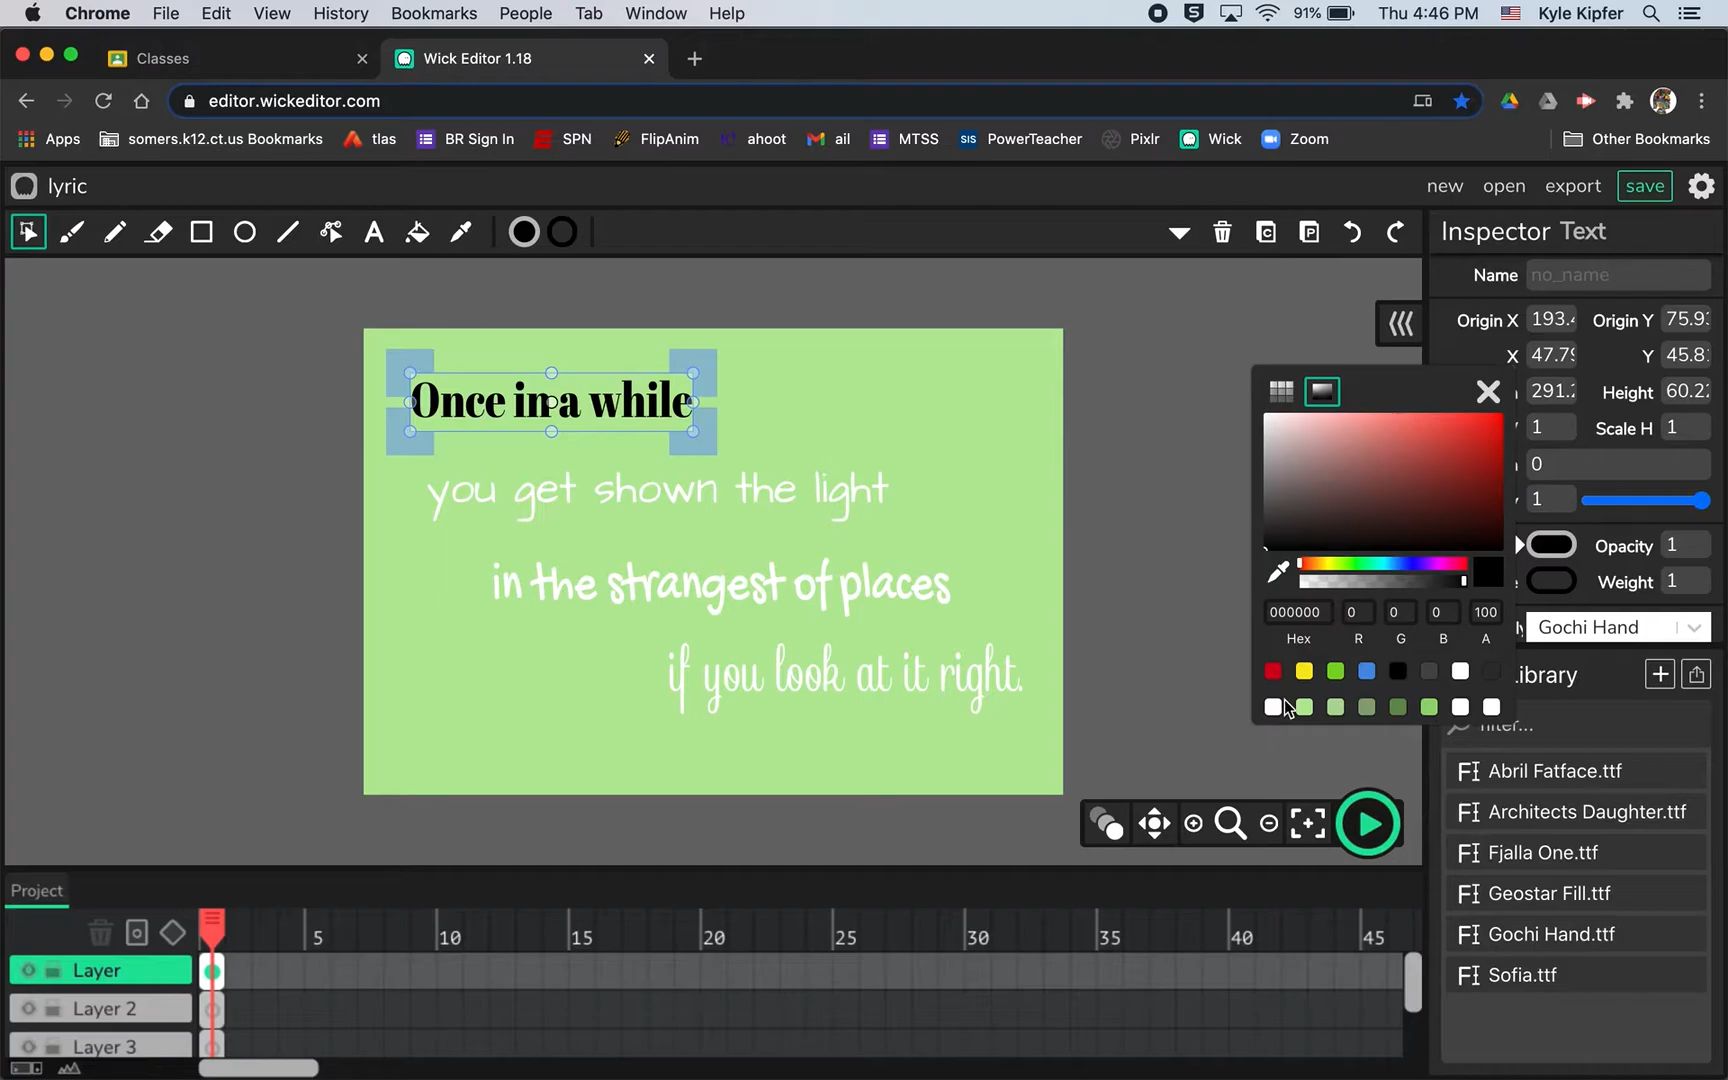 Chrome File Edit View History Bookmarks People Tab Window Help 91% Thu 4:46 PM Kyle Kipfer
Classes Wick Editor 1.18
editor.wickeditor.com
Apps somers.k12.ct.us Bookmarks tlas BR Sign In SPN FlipAnim ahoot ail MTSS SIS PowerTeacher Pixlr Wick Zoom Other Bookmarks
lyric new open export save
Inspector Text
Name no_name
Origin X 193.4 Origin Y 75.9
X 47.7 Y 45.8
291.2 Height 60.2
1 Scale H 1
0
1
Opacity 1
Weight 1
Gochi Hand
Once in a while
you get shown the light
in the strangest of places
if you look at it right.
000000 0 0 0 100
Hex R G B A
Library
filter...
Abril Fatface.ttf
Architects Daughter.ttf
Fjalla One.ttf
Geostar Fill.ttf
Gochi Hand.ttf
Sofia.ttf
Project
5 10 15 20 25 30 35 40 45
Layer
Layer 2
Layer 3